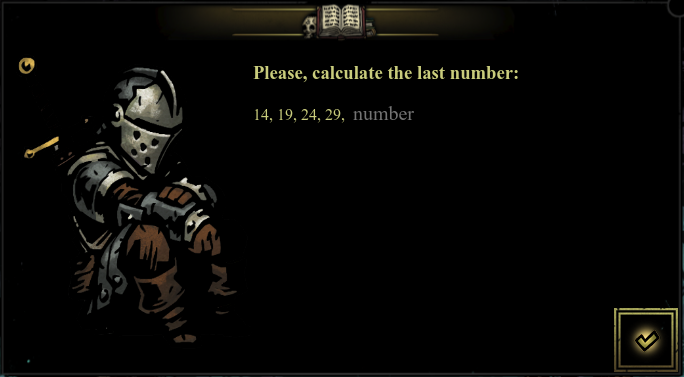 Please, calculate the last number:
14, 19, 24, 29, number